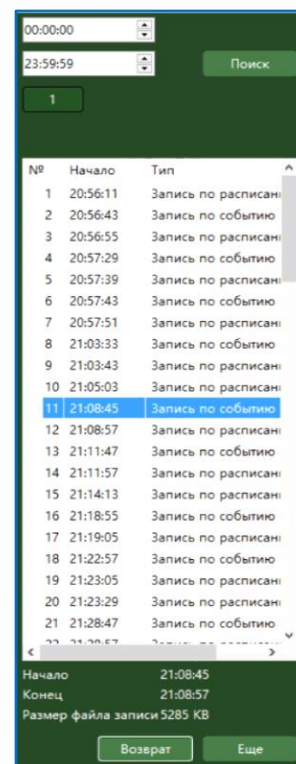 00:00:00
23:59:59 Поиск
1
№ Начало Тип
1 20:56:11 Запись по расписани
2 20:56:43 Запись по событию
3 20:56:55 Запись по расписани
4 20:57:29 Запись по событию
5 20:57:39 Запись по расписани
6 20:57:43 Запись по событию
7 20:57:51 Запись по расписани
8 21:03:33 Запись по событию
9 21:03:43 Запись по расписани
10 21:05:03 Запись по расписани
11 21:08:45 Запись по событию
12 21:08:57 Запись по расписани
13 21:11:47 Запись по событию
14 21:11:57 Запись по расписани
15 21:14:13 Запись по расписани
16 21:18:55 Запись по событию
17 21:19:05 Запись по расписани
18 21:22:57 Запись по событию
19 21:23:05 Запись по расписани
20 21:23:29 Запись по расписани
21 21:28:47 Запись по событию
Начало 21:08:45
Конец 21:08:57
Размер файла записи 5285 KB
Возврат Еще